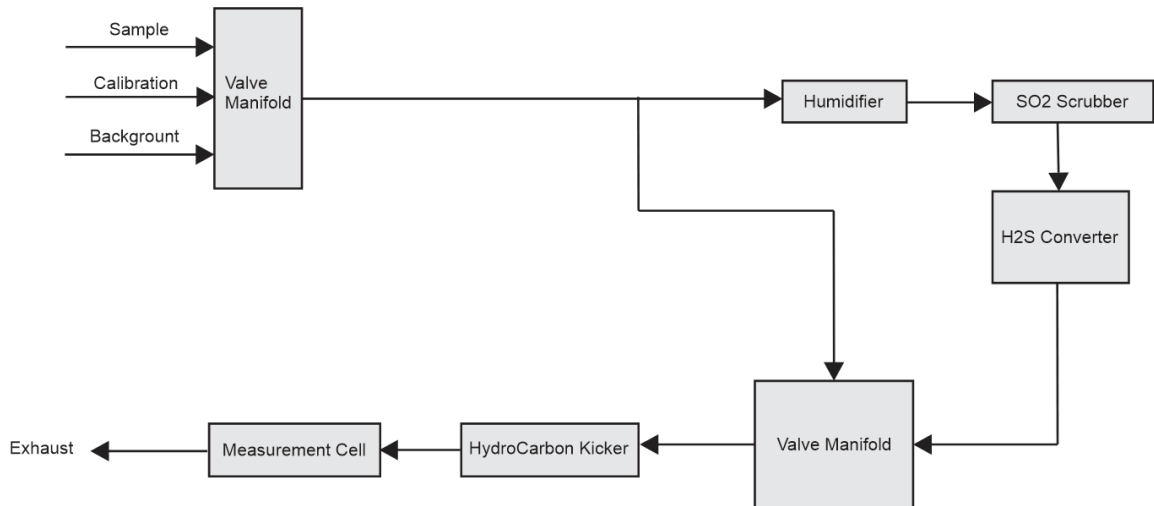 Sample
Calibration
Backgrount
Valve
Manifold
Humidifier
SO2 Scrubber
H2S Converter
Valve Manifold
HydroCarbon Kicker
Measurement Cell
Exhaust